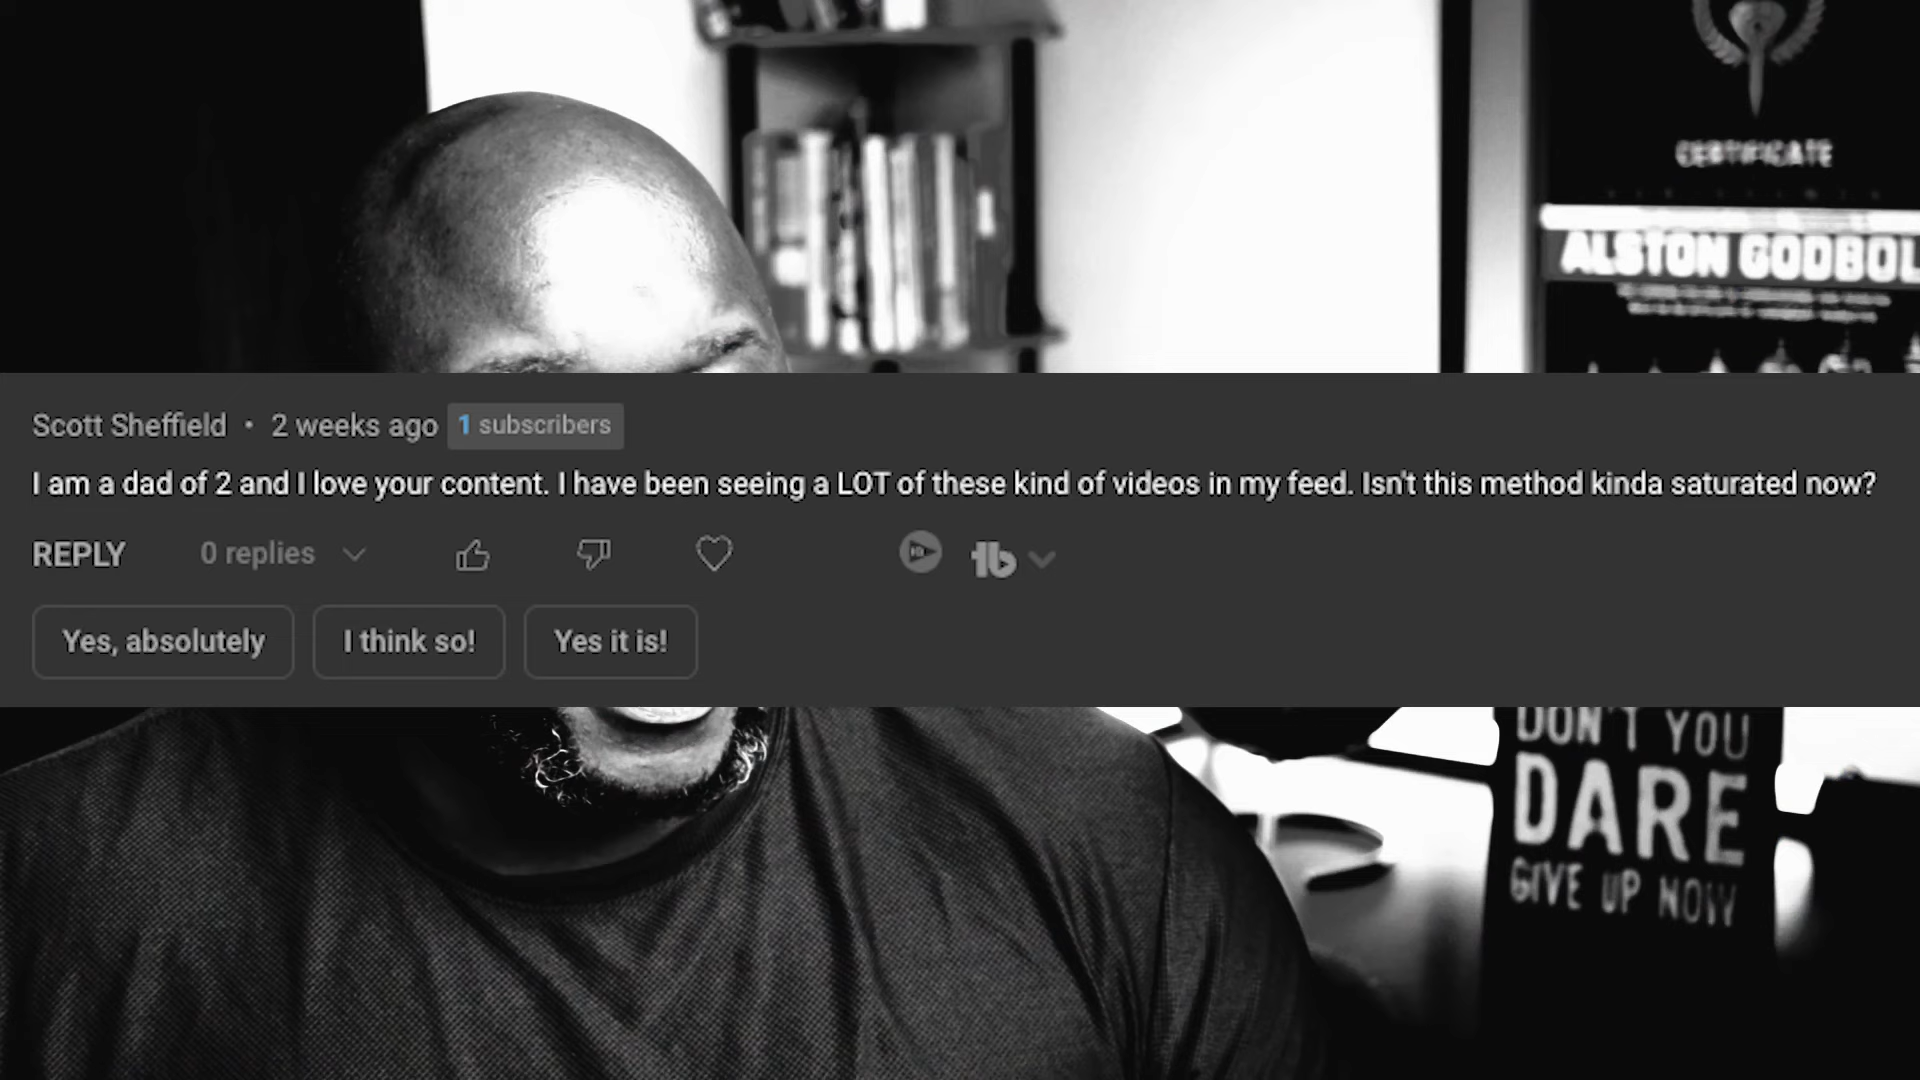 CERTIFICATE
ALSTON GODBOL
Scott Sheffield • 2 weeks ago 1 subscribers
I am a dad of 2 and I love your content. I have been seeing a LOT of these kind of videos in my feed. Isn't this method kinda saturated now?
REPLY 0 replies
Yes, absolutely I think so! Yes it is!
DON'T YOU
DARE
GIVE UP NOW